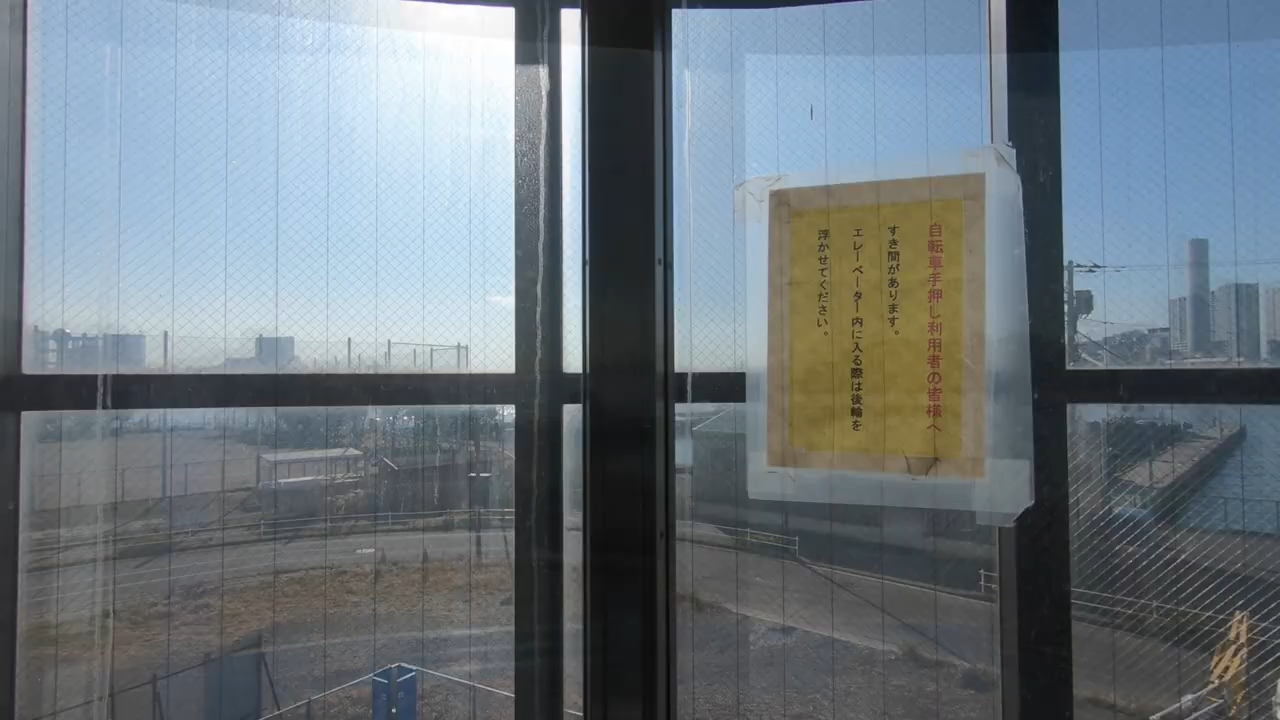 自転車手押し利用者の皆様へ
すき間があります。
エレーベーター内に入る際は後輪を
浮かせてください。